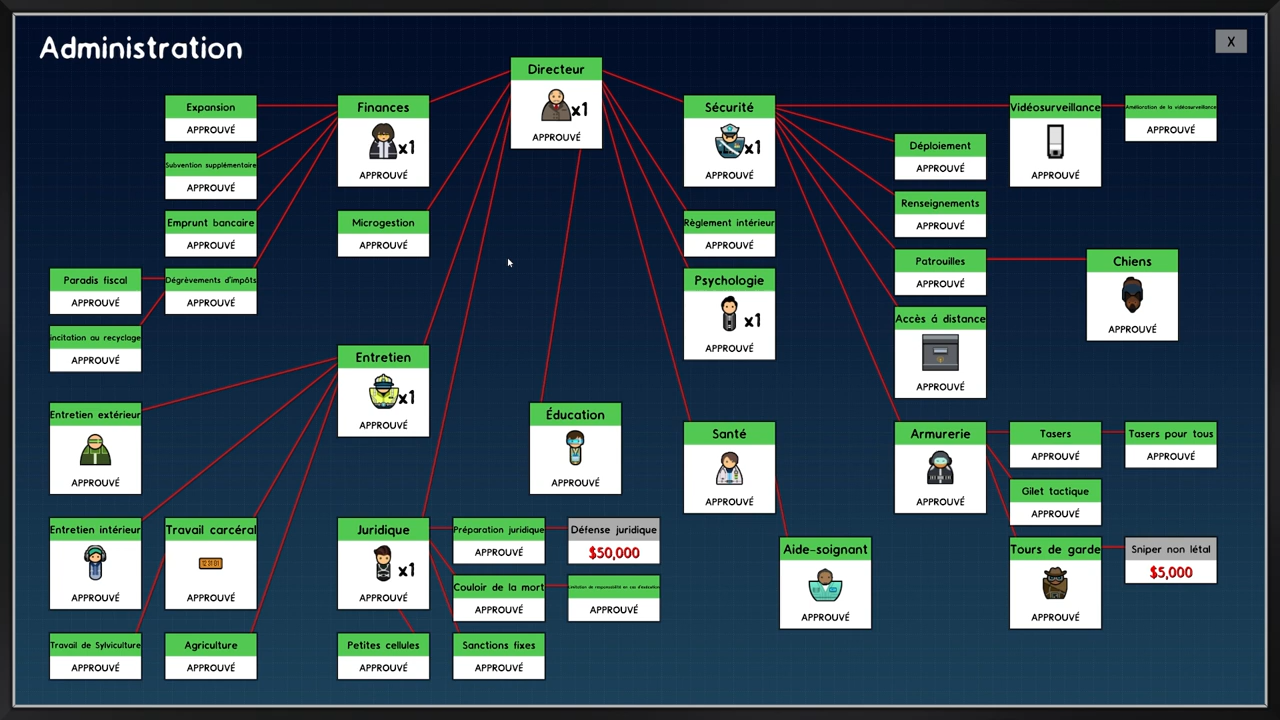 Administration
X
Directeur
x1
APPROUVÉ
Expansion
APPROUVÉ
Subvention supplémentaire
APPROUVÉ
Emprunt bancaire
APPROUVÉ
Paradis fiscal
APPROUVÉ
Dégrèvements d'impôts
APPROUVÉ
incitation au recyclage
APPROUVÉ
Finances
x1
APPROUVÉ
Microgestion
APPROUVÉ
Entretien
x1
APPROUVÉ
Entretien extérieur
APPROUVÉ
Entretien intérieur
APPROUVÉ
Travail carcéral
APPROUVÉ
Travail de Sylviculture
APPROUVÉ
Agriculture
APPROUVÉ
Juridique
x1
APPROUVÉ
Préparation juridique
APPROUVÉ
Défense juridique
$50,000
Couloir de la mort
APPROUVÉ
Limitation de responsabilité en cas d'exécution
APPROUVÉ
Petites cellules
APPROUVÉ
Sanctions fixes
APPROUVÉ
Éducation
APPROUVÉ
Sécurité
x1
APPROUVÉ
Règlement intérieur
APPROUVÉ
Psychologie
x1
APPROUVÉ
Santé
APPROUVÉ
Aide-soignant
APPROUVÉ
Vidéosurveillance
APPROUVÉ
Amélioration de la vidéosurveillance
APPROUVÉ
Déploiement
APPROUVÉ
Renseignements
APPROUVÉ
Patrouilles
APPROUVÉ
Chiens
APPROUVÉ
Accès á distance
APPROUVÉ
Armurerie
APPROUVÉ
Tasers
APPROUVÉ
Tasers pour tous
APPROUVÉ
Gilet tactique
APPROUVÉ
Tours de garde
APPROUVÉ
Sniper non létal
$5,000